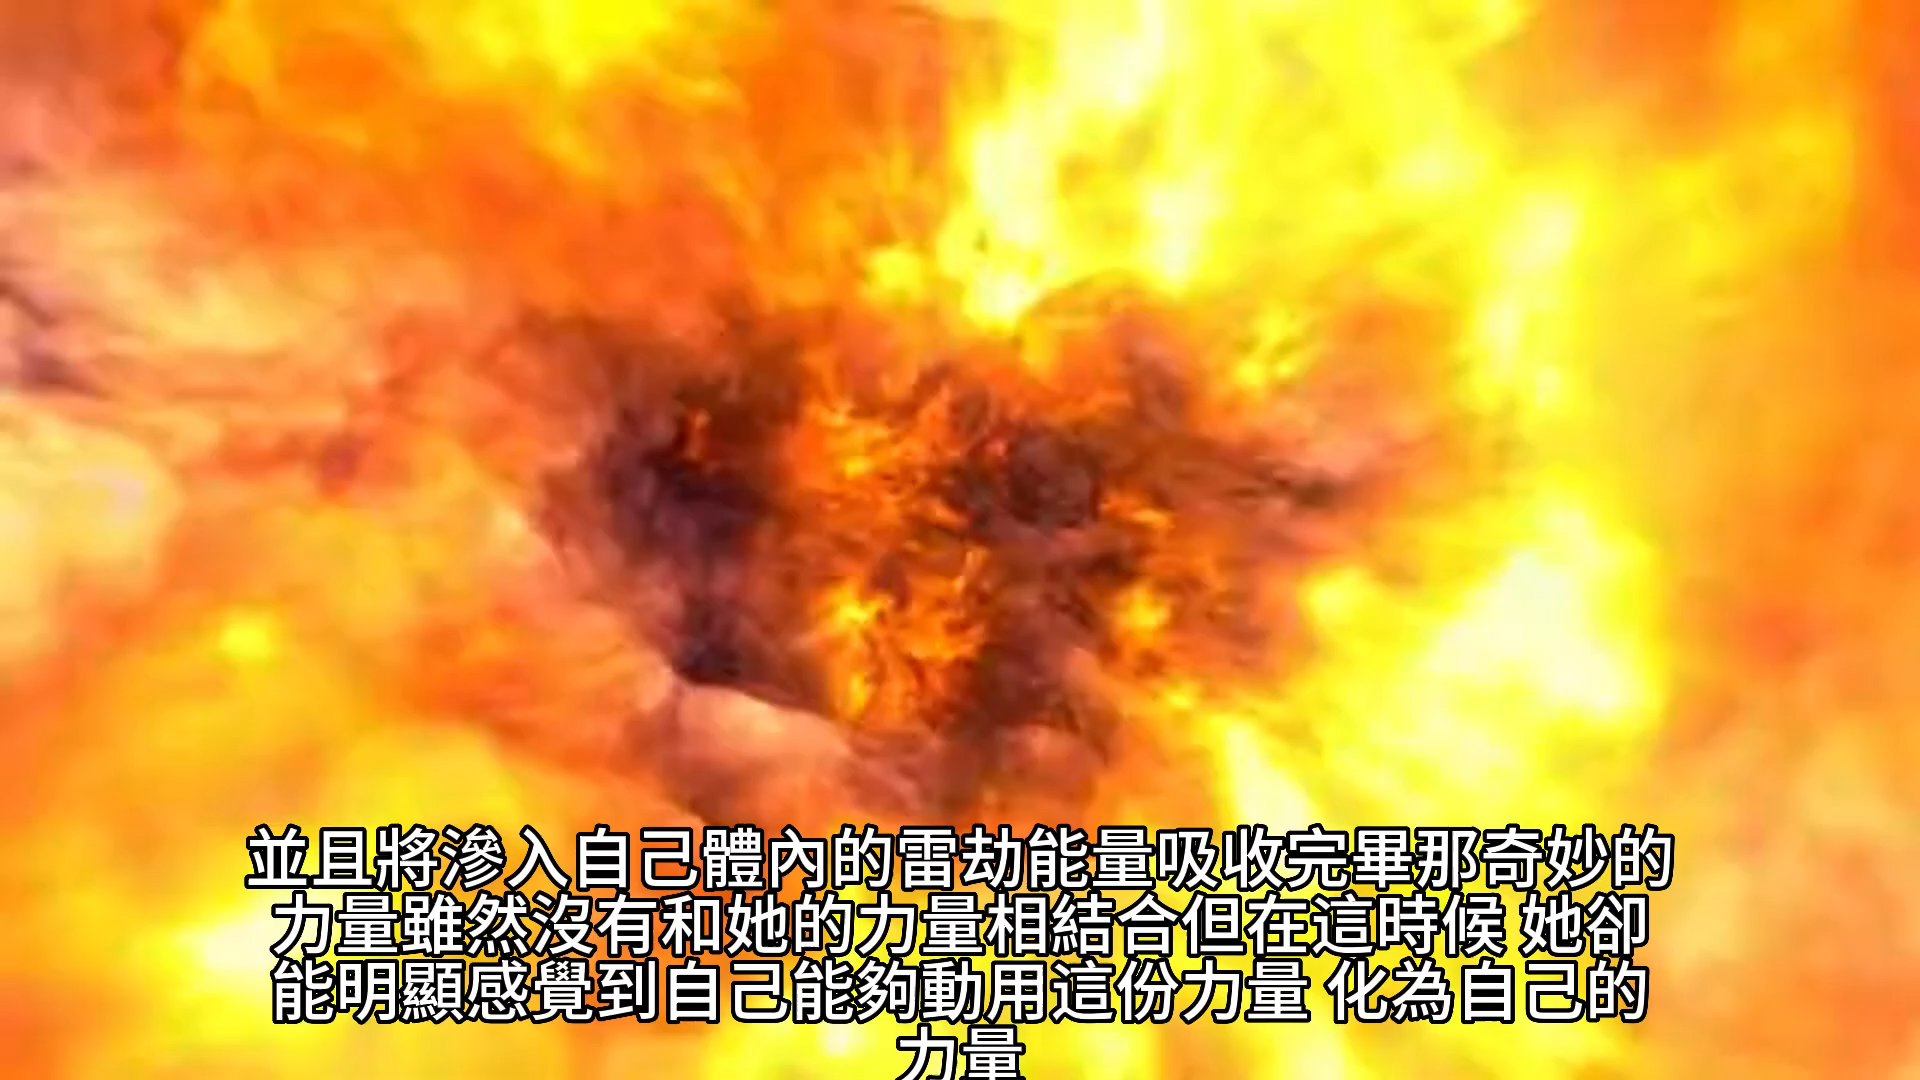 並且將滲入自己體內的雷劫能量吸收完畢那奇妙的
力量雖然沒有和她的力量相結合但在這時候 她卻
能明顯感覺到自己能夠動用這份力量 化為自己的
力量